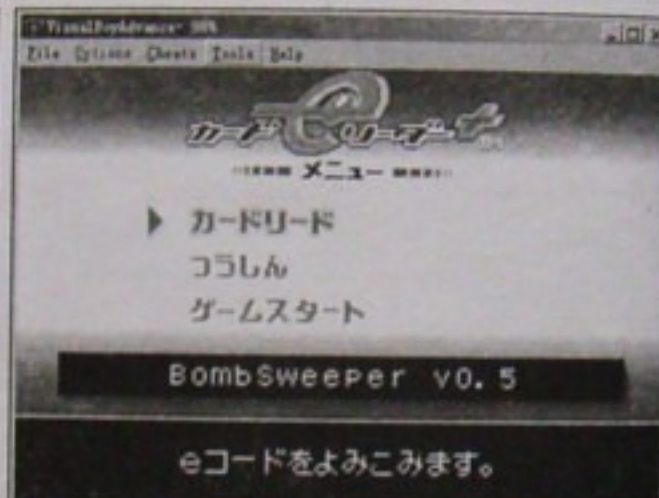 VisualBoyAdvance- 98%
File Options Cheats Tools Help
カードeリーダー+
メニュー
カードリード
つうしん
ゲームスタート
BombSweeper v0.5
eコードをよみこみます。